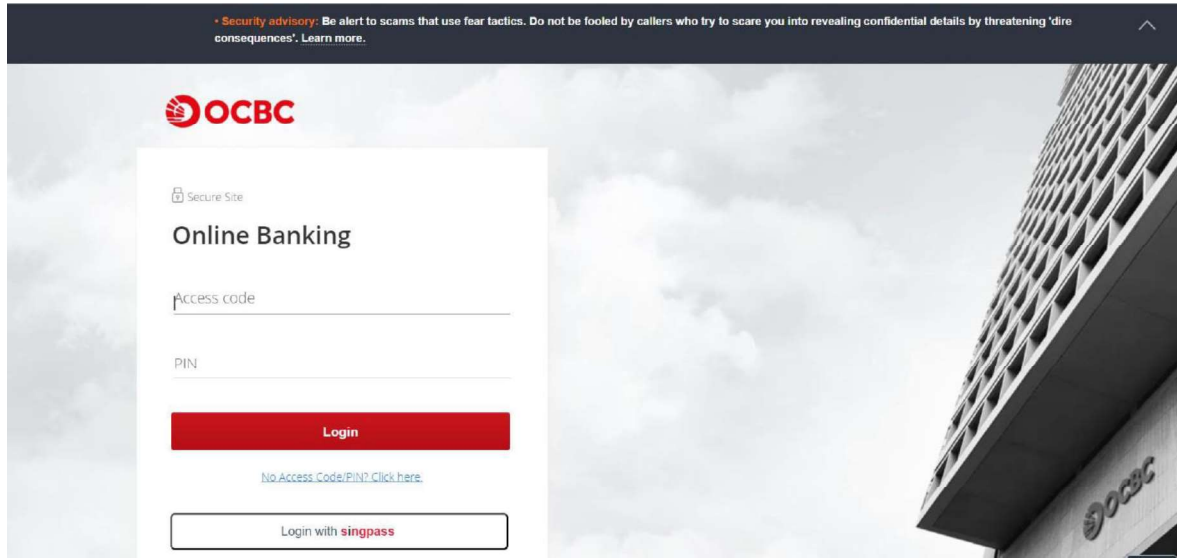 • Security advisory: Be alert to scams that use fear tactics. Do not be fooled by callers who try to scare you into revealing confidential details by threatening 'dire
consequences'. Learn more.
OCBC
Secure Site
Online Banking
Access code
PIN
Login
No Access Code/PIN? Click here.
Login with singpass
OCBC